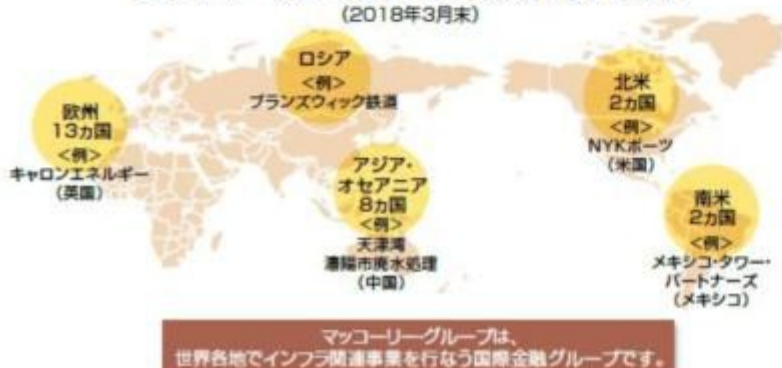 (2018年3月末)
ロシア
<例>
ブランズウィック鉄道
欧州
13カ国
<例>
キャロンエネルギー
(英国)
アジア・
オセアニア
8カ国
<例>
天津湾
瀋陽市廃水処理
(中国)
北米
2カ国
<例>
NYKポーツ
(米国)
南米
2カ国
<例>
メキシコ・タワー・
パートナーズ
(メキシコ)
マッコーリーグループは、
世界各地でインフラ関連事業を行なう国際金融グループです。